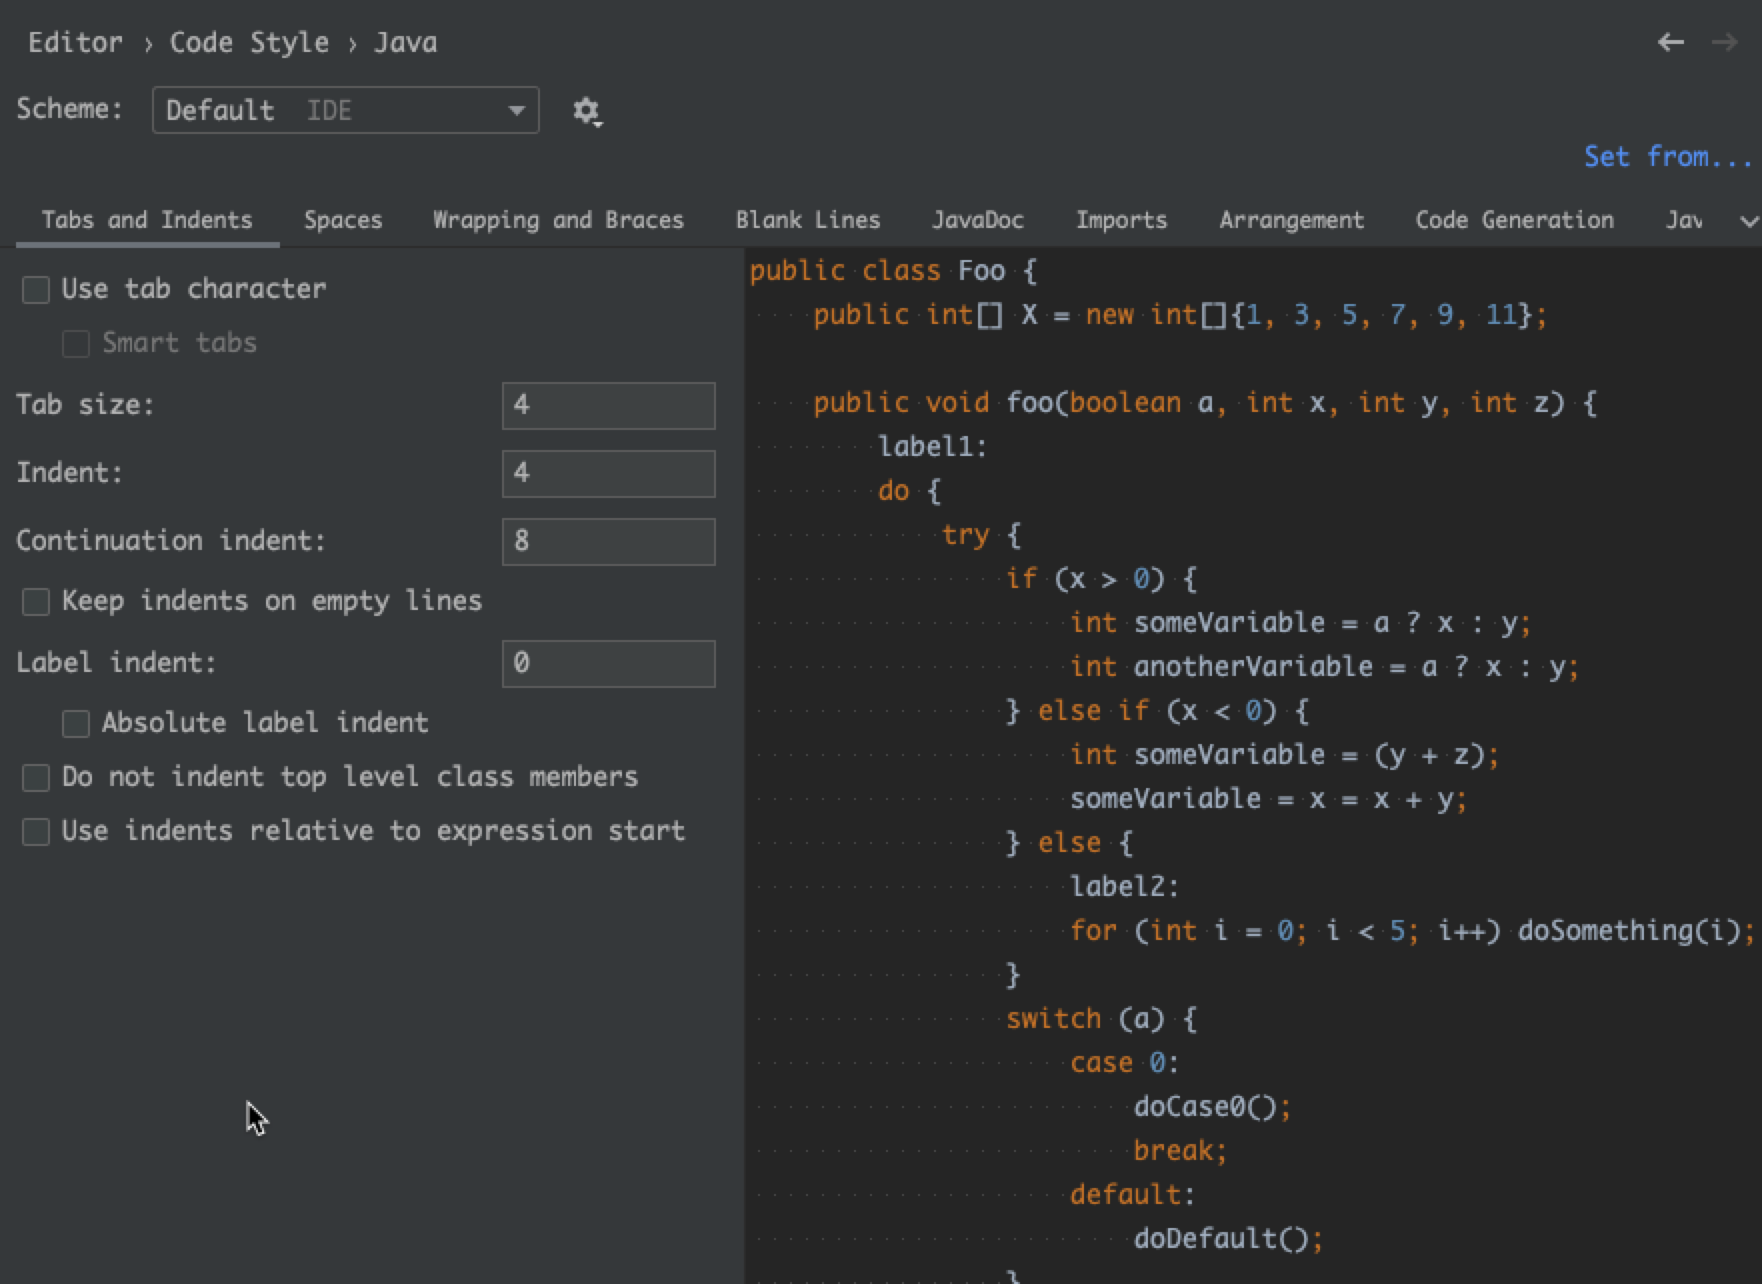 Editor › Code Style › Java
Scheme: Default IDE
Set from...
Tabs and Indents Spaces Wrapping and Braces Blank Lines JavaDoc Imports Arrangement Code Generation Jav
Use tab character
Smart tabs
Tab size: 4
Indent: 4
Continuation indent: 8
Keep indents on empty lines
Label indent: 0
Absolute label indent
Do not indent top level class members
Use indents relative to expression start
public class Foo {
    public int[] X = new int[]{1, 3, 5, 7, 9, 11};

    public void foo(boolean a, int x, int y, int z) {
        label1:
        do {
            try {
                if (x > 0) {
                    int someVariable = a ? x : y;
                    int anotherVariable = a ? x : y;
                } else if (x < 0) {
                    int someVariable = (y + z);
                    someVariable = x = x + y;
                } else {
                    label2:
                    for (int i = 0; i < 5; i++) doSomething(i);
                }
                switch (a) {
                    case 0:
                        doCase0();
                        break;
                    default:
                        doDefault();
                }